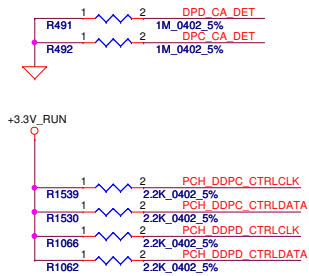 1 2 DPD_CA_DET
R491 1M_0402_5%
1 2 DPC_CA_DET
R492 1M_0402_5%
+3.3V_RUN
1 2 PCH_DDPC_CTRLCLK
R1539 2.2K_0402_5%
1 2 PCH_DDPC_CTRLDATA
R1530 2.2K_0402_5%
1 2 PCH_DDPD_CTRLCLK
R1066 2.2K_0402_5%
1 2 PCH_DDPD_CTRLDATA
R1062 2.2K_0402_5%